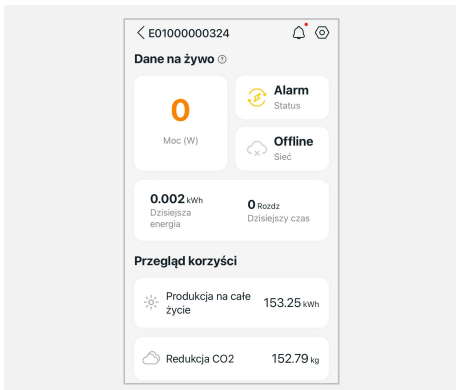 E01000000324
Dane na żywo ?
0
Moc (W)
Alarm
Status
Offline
Sieć
0.002 kWh
Dzisiejsza
energia
0 Rozdz
Dzisiejszy czas
Przegląd korzyści
Produkcja na całe
życie
153.25 kWh
Redukcja CO2
152.79 kg